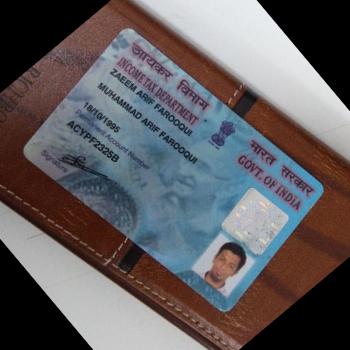 आयकर विभाग
INCOME TAX DEPARTMENT
भारत सरकार
GOVT. OF INDIA
ZAEEM ARIF FAROOQUI
MUHAMMAD ARIF FAROOQUI
18/10/1995
Permanent Account Number
ACYPF2325B
Signature